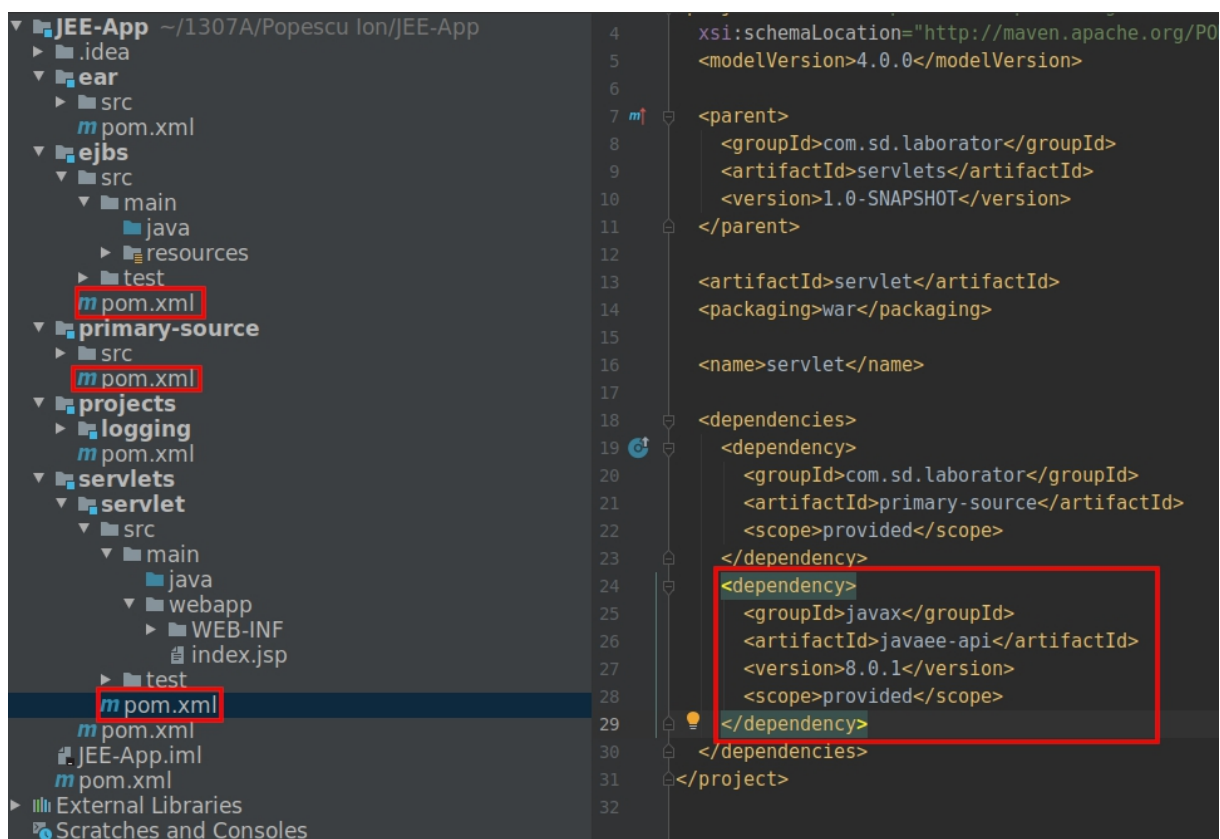 JEE-App ~/1307A/Popescu Ion/JEE-App
.idea
ear
src
pom.xml
ejbs
src
main
java
resources
test
pom.xml
primary-source
src
pom.xml
projects
logging
pom.xml
servlets
servlet
src
main
java
webapp
WEB-INF
index.jsp
test
pom.xml
pom.xml
JEE-App.iml
pom.xml
External Libraries
Scratches and Consoles
4 xsi:schemaLocation="http://maven.apache.org/PO
5 <modelVersion>4.0.0</modelVersion>
6
7 <parent>
8 <groupId>com.sd.laborator</groupId>
9 <artifactId>servlets</artifactId>
10 <version>1.0-SNAPSHOT</version>
11 </parent>
12
13 <artifactId>servlet</artifactId>
14 <packaging>war</packaging>
15
16 <name>servlet</name>
17
18 <dependencies>
19 <dependency>
20 <groupId>com.sd.laborator</groupId>
21 <artifactId>primary-source</artifactId>
22 <scope>provided</scope>
23 </dependency>
24 <dependency>
25 <groupId>javax</groupId>
26 <artifactId>javaee-api</artifactId>
27 <version>8.0.1</version>
28 <scope>provided</scope>
29 </dependency>
30 </dependencies>
31 </project>
32